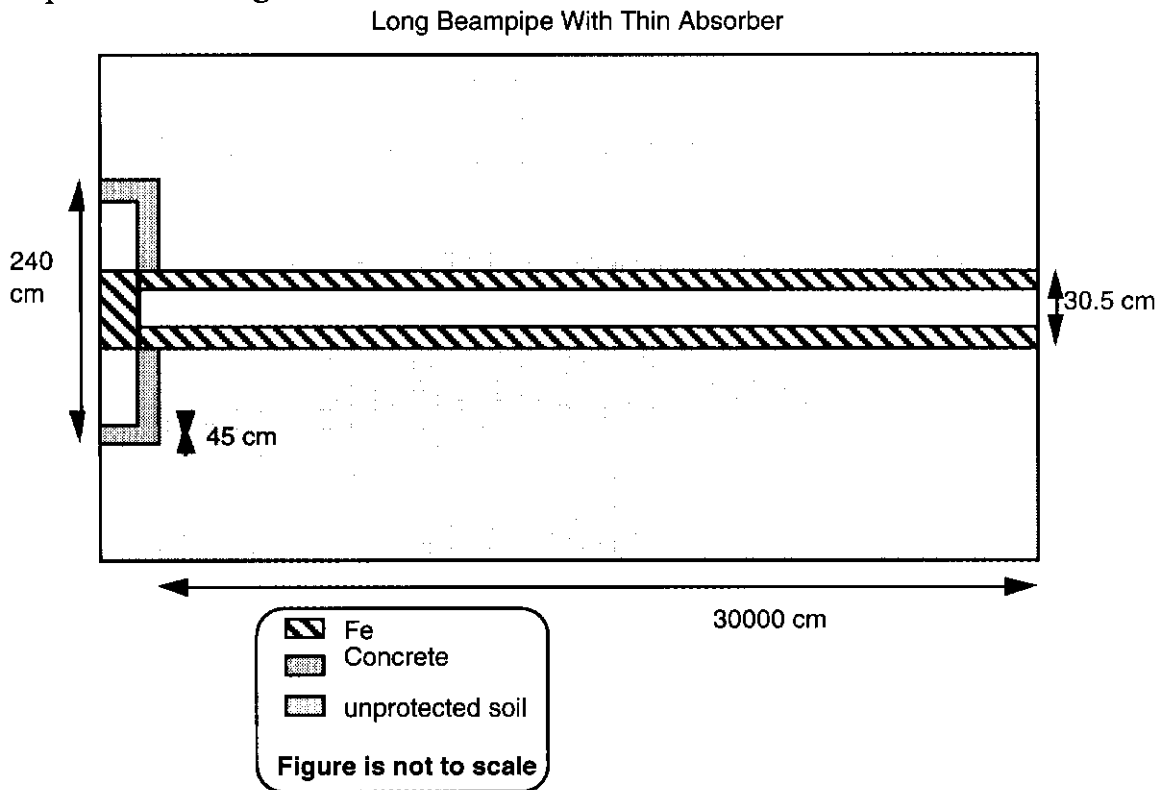 Long Beampipe With Thin Absorber
240
cm
30.5 cm
45 cm
30000 cm
Fe
Concrete
unprotected soil
Figure is not to scale